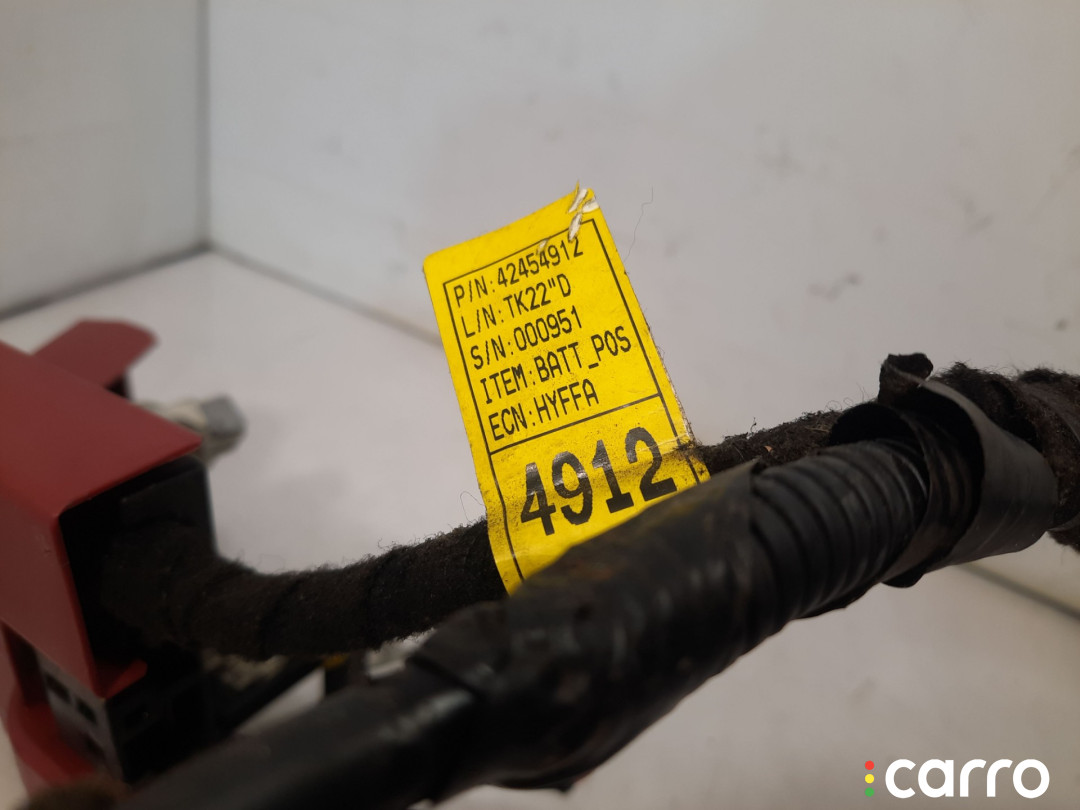 P/N:42454912
L/N:TK22"D
S/N:000951
ITEM:BATT_POS
ECN:HYFFA
4912
carro